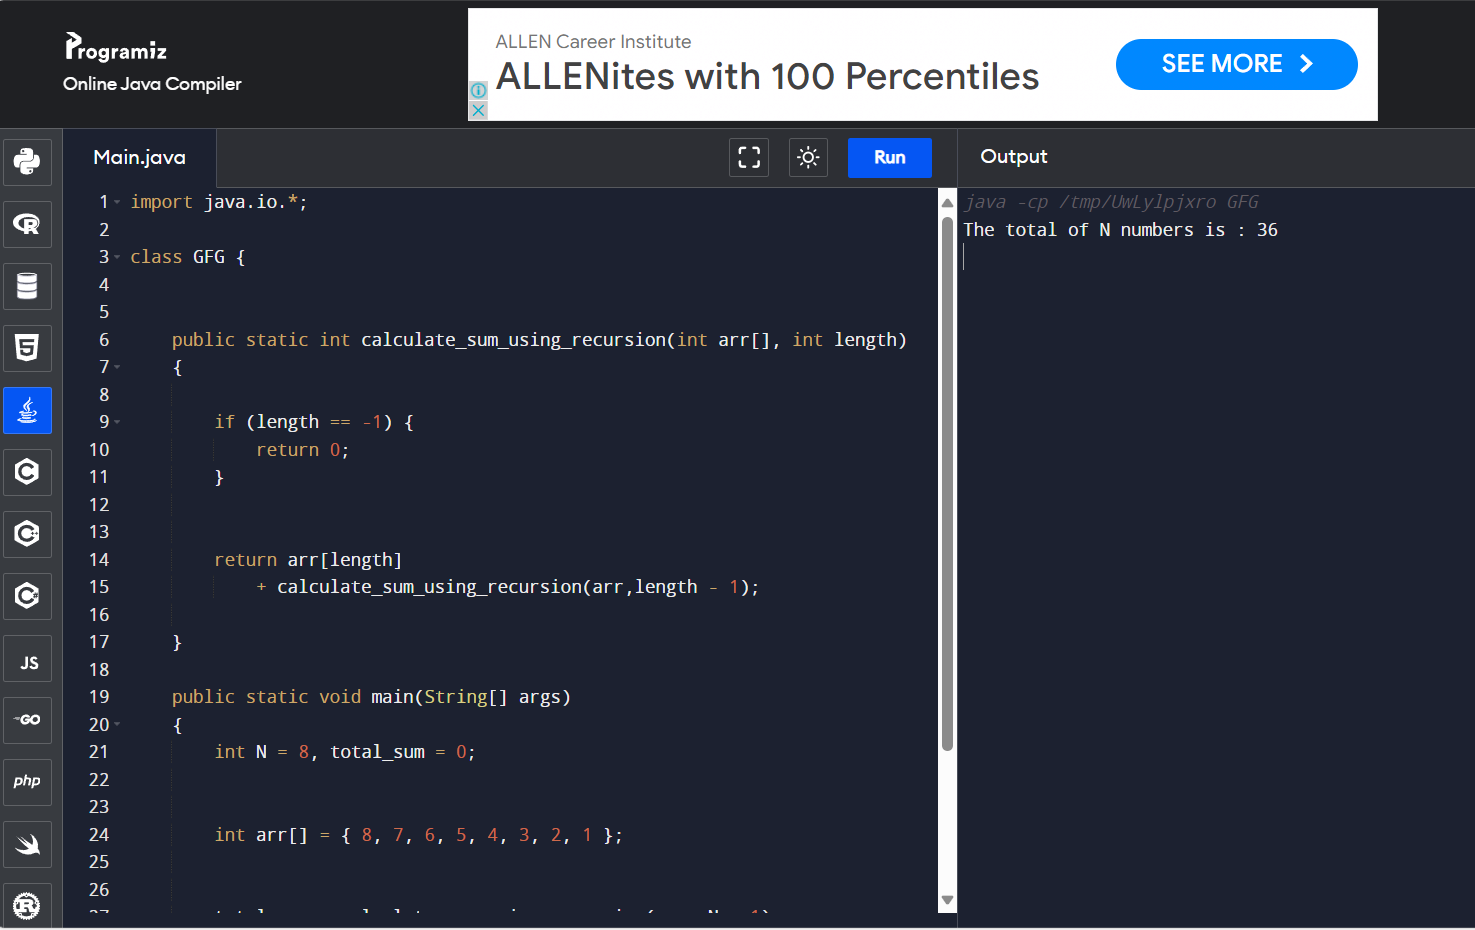 Programiz
Online Java Compiler
ALLEN Career Institute
ALLENites with 100 Percentiles
SEE MORE
Main.java
Run
Output
1 import java.io.*;
2
3 class GFG {
4
5
6     public static int calculate_sum_using_recursion(int arr[], int length)
7     {
8
9         if (length == -1) {
10             return 0;
11         }
12
13
14         return arr[length]
15             + calculate_sum_using_recursion(arr,length - 1);
16
17     }
18
19     public static void main(String[] args)
20     {
21         int N = 8, total_sum = 0;
22
23
24         int arr[] = { 8, 7, 6, 5, 4, 3, 2, 1 };
25
26
java -cp /tmp/UwLylpjxro GFG
The total of N numbers is : 36
R
5
C
C++
C#
JS
GO
php
R